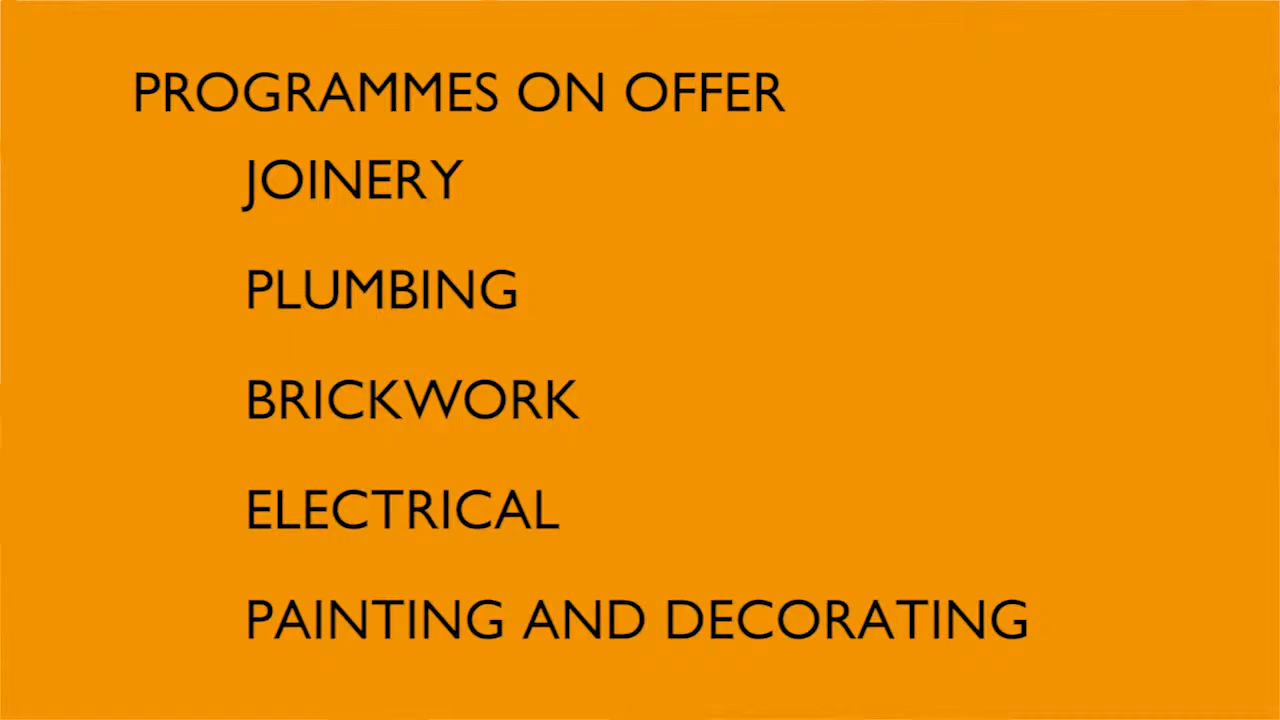 PROGRAMMES ON OFFER
JOINERY
PLUMBING
BRICKWORK
ELECTRICAL
PAINTING AND DECORATING